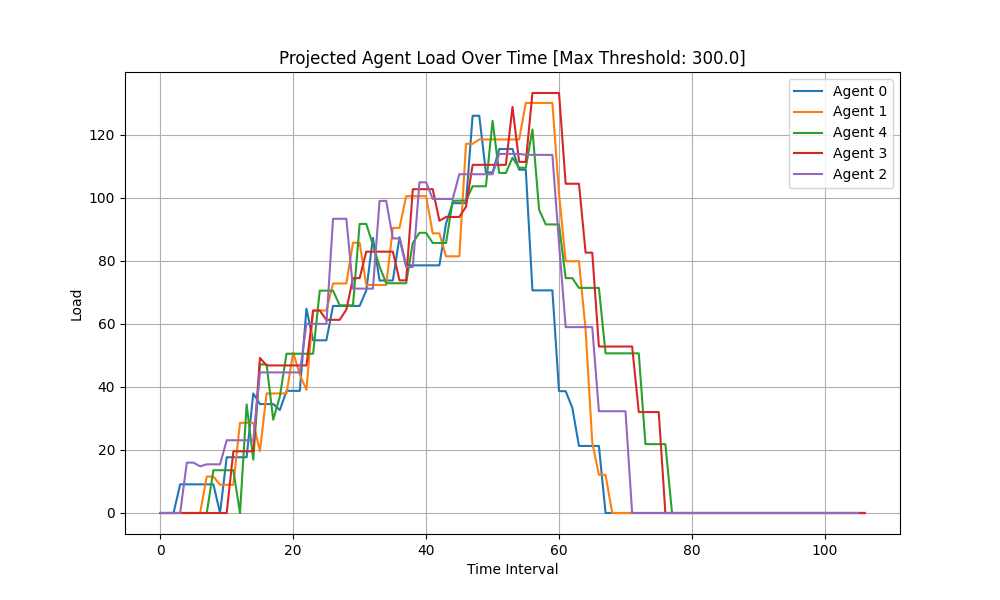 Projected Agent Load Over Time [Max Threshold: 300.0]
Agent 0
Agent 1
Agent 4
Agent 3
Agent 2
Load
120
100
80
60
40
20
0
0 20 40 60 80 100
Time Interval